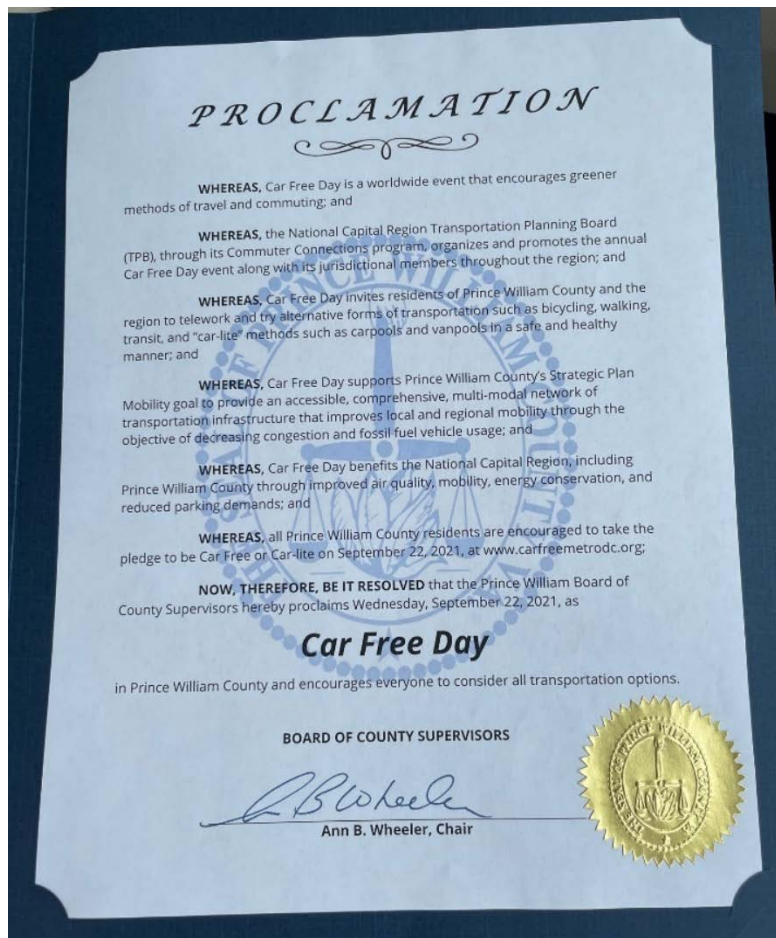 PROCLAMATION
WHEREAS, Car Free Day is a worldwide event that encourages greener
methods of travel and commuting; and
WHEREAS, the National Capital Region Transportation Planning Board
(TPB), through its Commuter Connections program, organizes and promotes the annual
Car Free Day event along with its jurisdictional members throughout the region; and
WHEREAS, Car Free Day invites residents of Prince William County and the
region to telework and try alternative forms of transportation such as bicycling, walking,
transit, and "car-lite" methods such as carpools and vanpools in a safe and healthy
manner; and
WHEREAS, Car Free Day supports Prince William County's Strategic Plan
Mobility goal to provide an accessible, comprehensive, multi-modal network of
transportation infrastructure that improves local and regional mobility through the
objective of decreasing congestion and fossil fuel vehicle usage; and
WHEREAS, Car Free Day benefits the National Capital Region, including
Prince William County through improved air quality, mobility, energy conservation, and
reduced parking demands; and
WHEREAS, all Prince William County residents are encouraged to take the
pledge to be Car Free or Car-lite on September 22, 2021, at www.carfreemetrodc.org;
NOW, THEREFORE, BE IT RESOLVED that the Prince William Board of
County Supervisors hereby proclaims Wednesday, September 22, 2021, as
Car Free Day
in Prince William County and encourages everyone to consider all transportation options.
BOARD OF COUNTY SUPERVISORS
A B Wheeler
Ann B. Wheeler, Chair
THE SEAL OF PRINCE WILLIAM COUNTY VA